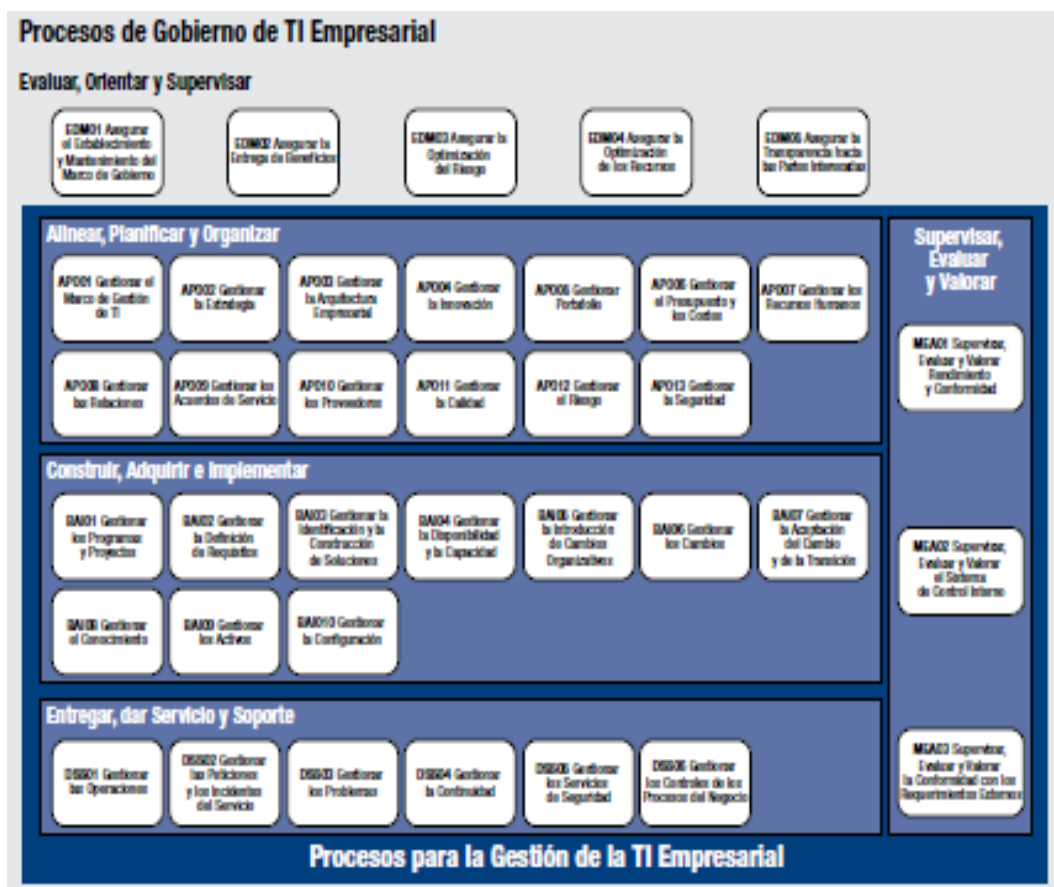 Procesos de Gobierno de TI Empresarial
Evaluar, Orientar y Supervisar
EDM01 Asegurar
el Establecimiento
y Mantenimiento del
Marco de Gobierno
EDM02 Asegurar la
Entrega de Beneficios
EDM03 Asegurar la
Optimización
del Riesgo
EDM04 Asegurar la
Optimización
de los Recursos
EDM05 Asegurar la
Transparencia hacia
las Partes Interesadas
Alinear, Planificar y Organizar
APO01 Gestionar el
Marco de Gestión
de TI
APO02 Gestionar
la Estrategia
APO03 Gestionar
la Arquitectura
Empresarial
APO04 Gestionar
la Innovación
APO05 Gestionar
Portafolio
APO06 Gestionar
el Presupuesto y
los Costes
APO07 Gestionar los
Recursos Humanos
APO08 Gestionar
las Relaciones
APO09 Gestionar los
Acuerdos de Servicio
APO10 Gestionar
los Proveedores
APO11 Gestionar
la Calidad
APO12 Gestionar
el Riesgo
APO13 Gestionar
la Seguridad
Construir, Adquirir e Implementar
BAI01 Gestionar
los Programas
y Proyectos
BAI02 Gestionar
la Definición
de Requisitos
BAI03 Gestionar la
Identificación y la
Construcción
de Soluciones
BAI04 Gestionar
la Disponibilidad
y la Capacidad
BAI05 Gestionar
la Introducción
de Cambios
Organizativos
BAI06 Gestionar
los Cambios
BAI07 Gestionar
la Aceptación
del Cambio
y de la Transición
BAI08 Gestionar
el Conocimiento
BAI09 Gestionar
los Activos
BAI010 Gestionar
la Configuración
Entregar, dar Servicio y Soporte
DSS01 Gestionar
las Operaciones
DSS02 Gestionar
las Peticiones
y los Incidentes
del Servicio
DSS03 Gestionar
los Problemas
DSS04 Gestionar
la Continuidad
DSS05 Gestionar
los Servicios
de Seguridad
DSS06 Gestionar
los Controles de los
Procesos del Negocio
Supervisar,
Evaluar
y Valorar
MEA01 Supervisar,
Evaluar y Valorar
Rendimiento
y Conformidad
MEA02 Supervisar,
Evaluar y Valorar
el Sistema
de Control Interno
MEA03 Supervisar,
Evaluar y Valorar
la Conformidad con los
Requerimientos Externos
Procesos para la Gestión de la TI Empresarial